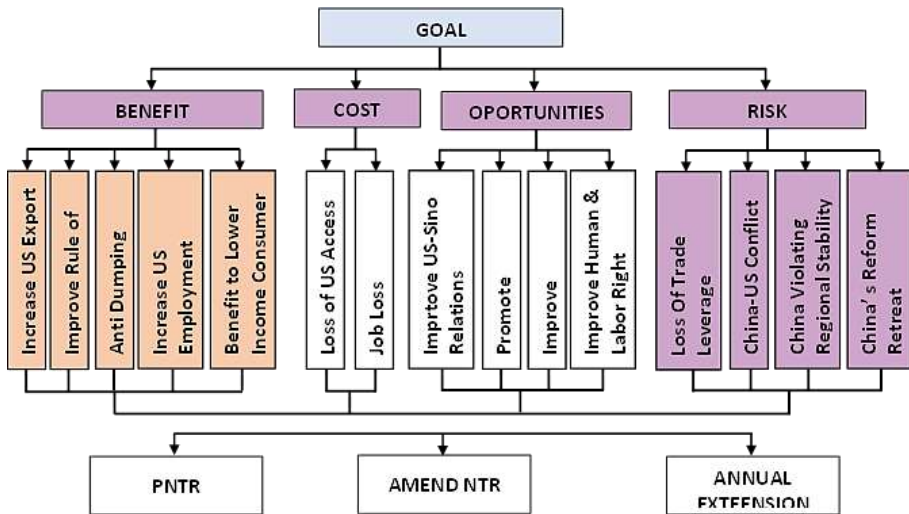 GOAL
BENEFIT
COST
OPORTUNITIES
RISK
Increase US Export
Improve Rule of
Anti Dumping
Increase US
Employment
Benefit to Lower
Income Consumer
Loss of US Access
Job Loss
Imprtove US-Sino
Relations
Promote
Improve
Improve Human &
Labor Right
Loss Of Trade
Leverage
China-US Conflict
China Violating
Regional Stability
China's Reform
Retreat
PNTR
AMEND NTR
ANNUAL
EXTEENSION